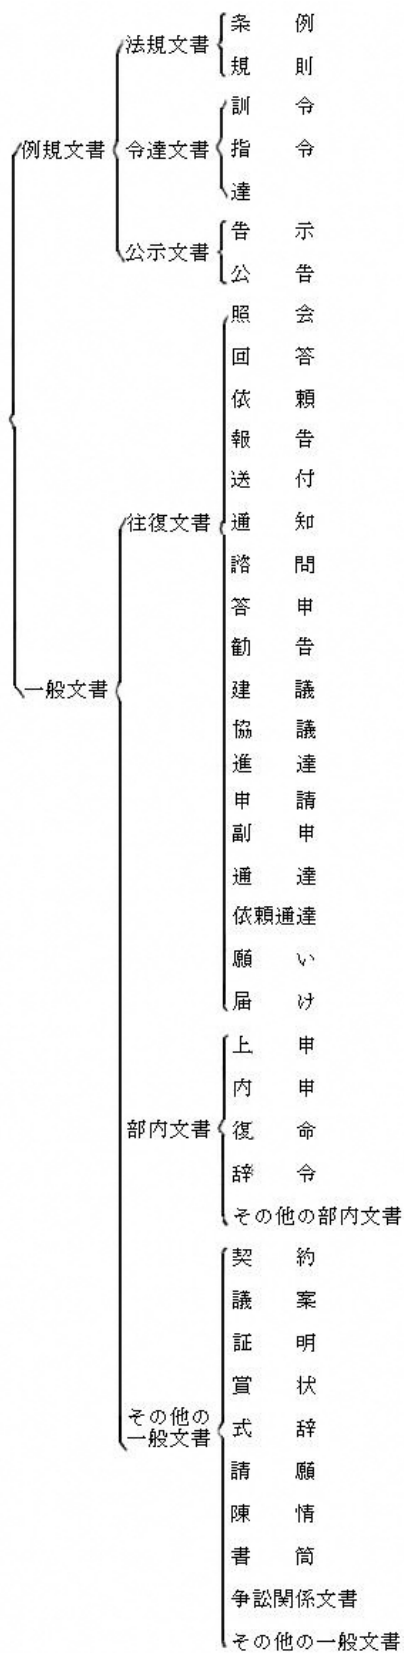 条例
法規文書
規則
訓令
例規文書
令達文書
指令
達
告示
公示文書
公告
照会
回答
依頼
報告
送付
往復文書
通知
諮問
答申
勧告
一般文書
建議
協議
進達
申請
副申
通達
依頼通達
願い
届け
上申
内申
部内文書
復命
辞令
その他の部内文書
契約
議案
証明
賞状
その他の
一般文書
式辞
請願
陳情
書簡
争訟関係文書
その他の一般文書